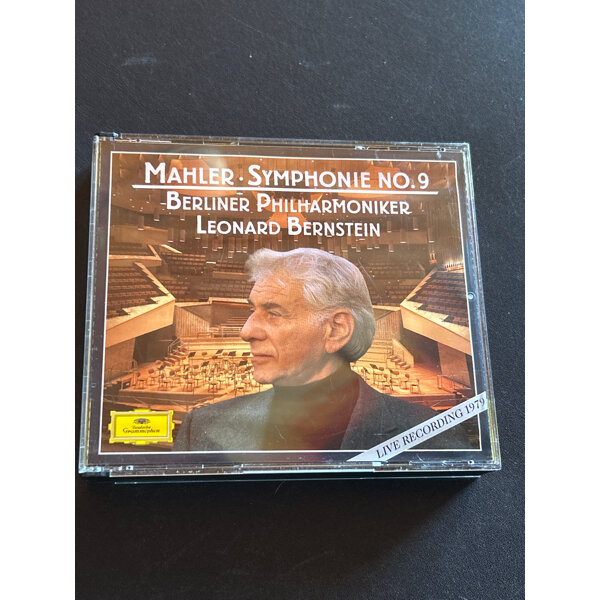 MAHLER · SYMPHONIE NO. 9
BERLINER PHILHARMONIKER
LEONARD BERNSTEIN
Deutsche
Grammophon
LIVE RECORDING 1979